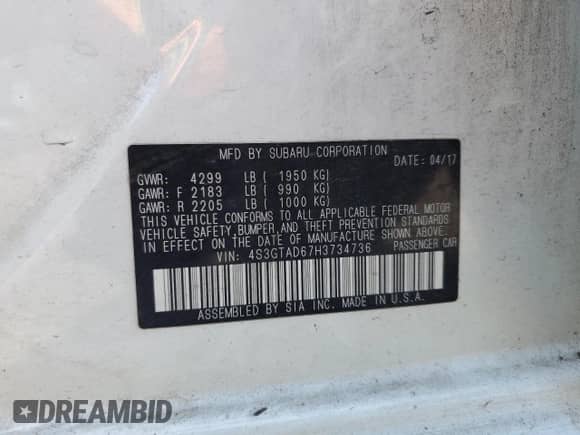 MFD BY SUBARU CORPORATION
DATE: 04/17
GVWR: 4299 LB ( 1950 KG)
GAWR: F 2183 LB ( 990 KG)
GAWR: R 2205 LB ( 1000 KG)
THIS VEHICLE CONFORMS TO ALL APPLICABLE FEDERAL MOTOR
VEHICLE SAFETY,BUMPER,AND THEFT PREVENTION STANDARDS
IN EFFECT ON THE DATE OF MANUFACTURE SHOWN ABOVE.
VIN: 4S3GTAD67H3734736 PASSENGER CAR
ASSEMBLED BY SIA INC. MADE IN U.S.A.
DREAMBID